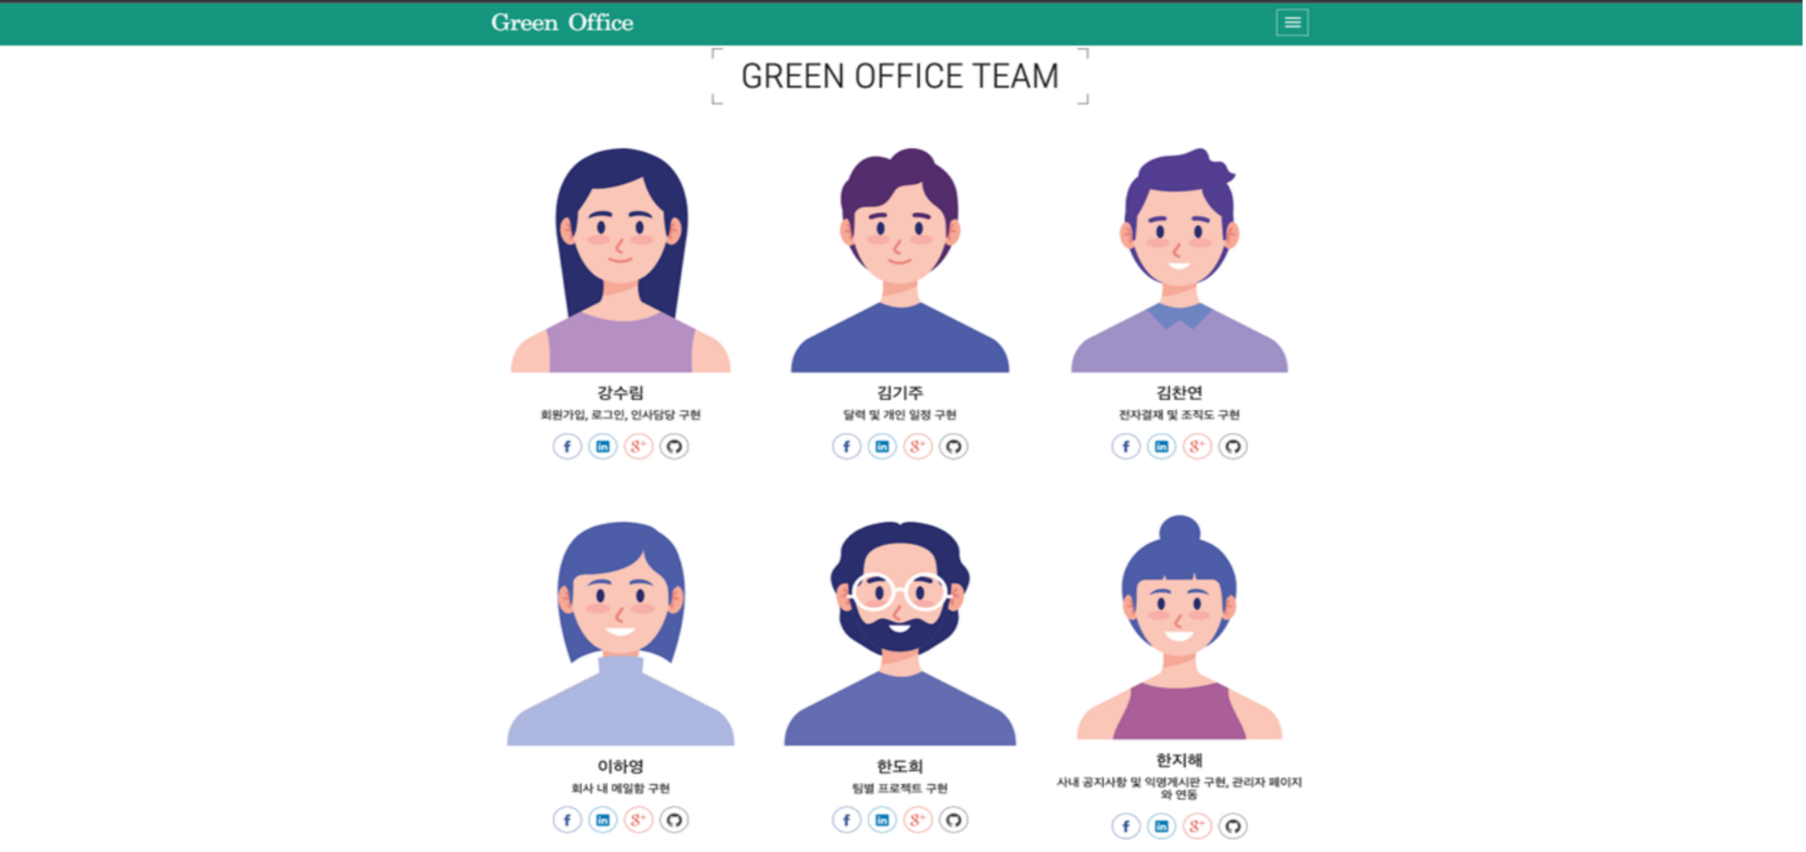 Green Office
GREEN OFFICE TEAM
강수림
회원가입, 로그인, 인사담당 구현
김기주
달력 및 개인 일정 구현
김찬연
전자결재 및 조직도 구현
이하영
회사 내 메일함 구현
한도희
팀별 프로젝트 구현
한지해
사내 공지사항 및 익명게시판 구현, 관리자 페이지
와 연동